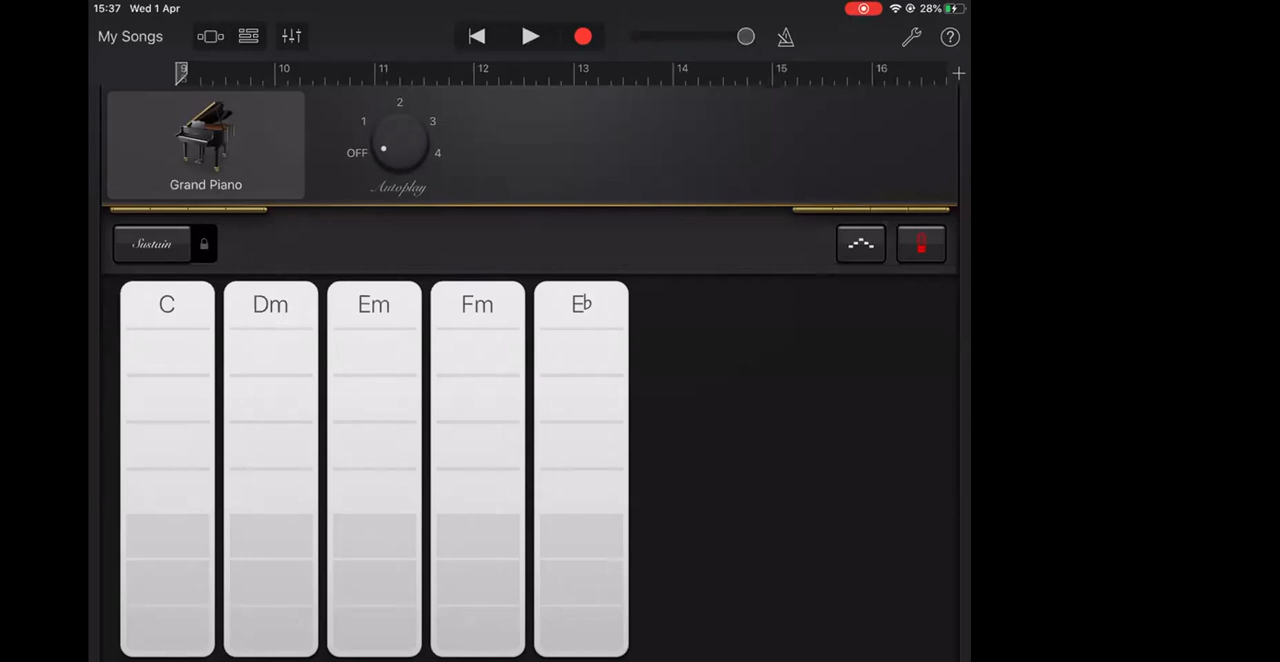 15:37 Wed 1 Apr 28%
My Songs
9 10 11 12 13 14 15 16
2
1 3
OFF 4
Autoplay
Grand Piano
Sustain
C Dm Em Fm E♭